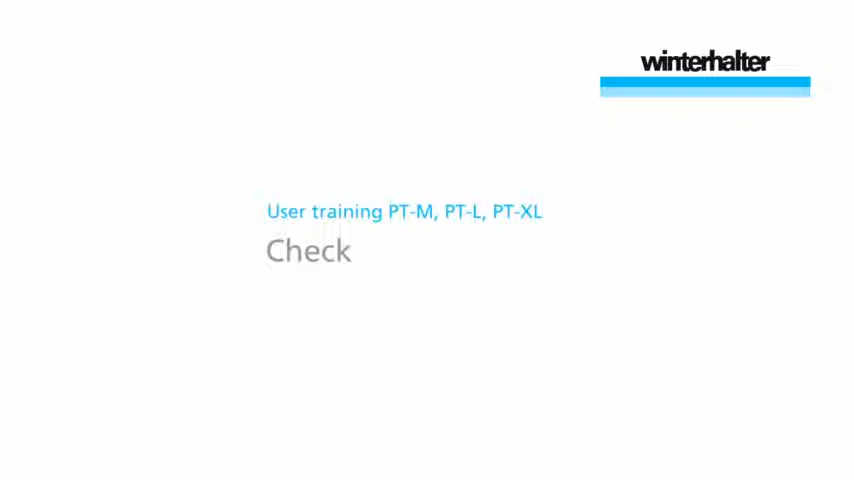 winterhalter
User training PT-M, PT-L, PT-XL
Check